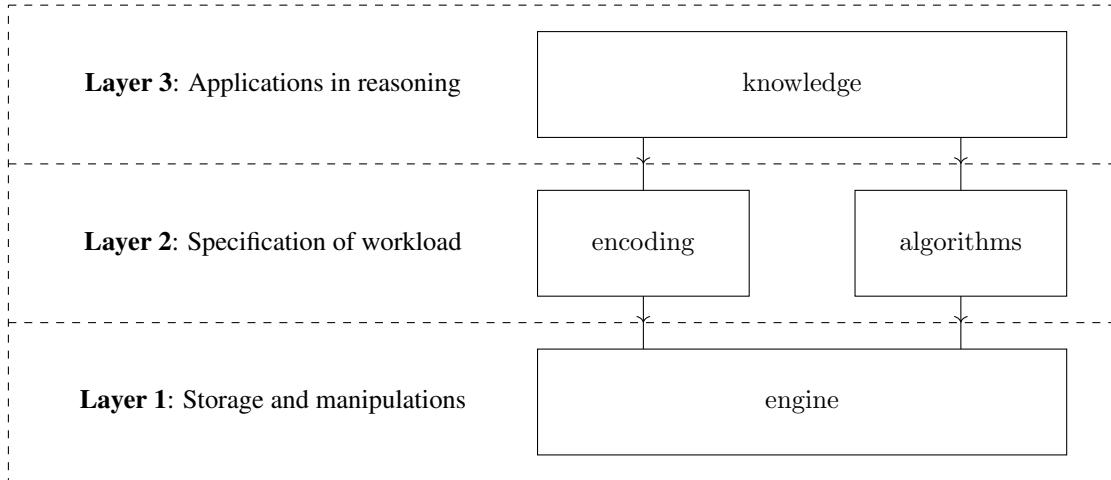 Layer 3: Applications in reasoning
knowledge
Layer 2: Specification of workload
encoding
algorithms
Layer 1: Storage and manipulations
engine